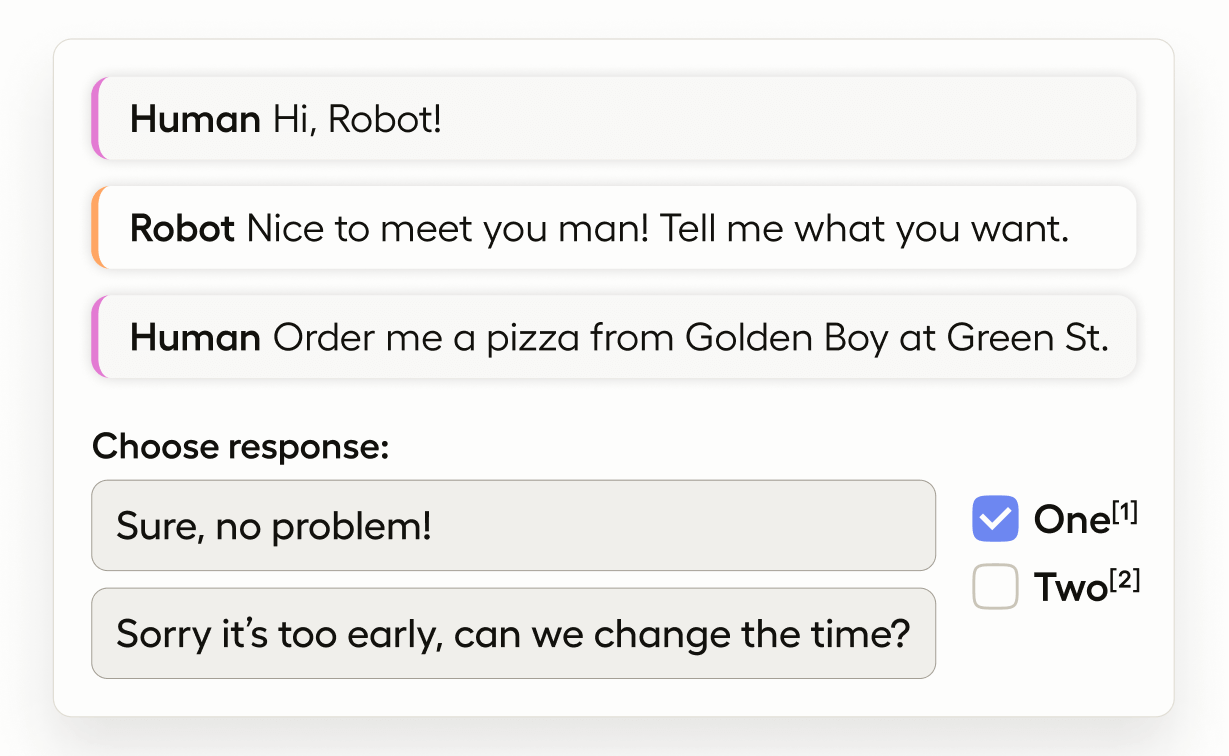 Human Hi, Robot!
Robot Nice to meet you man! Tell me what you want.
Human Order me a pizza from Golden Boy at Green St.
Choose response:
Sure, no problem!
One[1]
Two[2]
Sorry it’s too early, can we change the time?